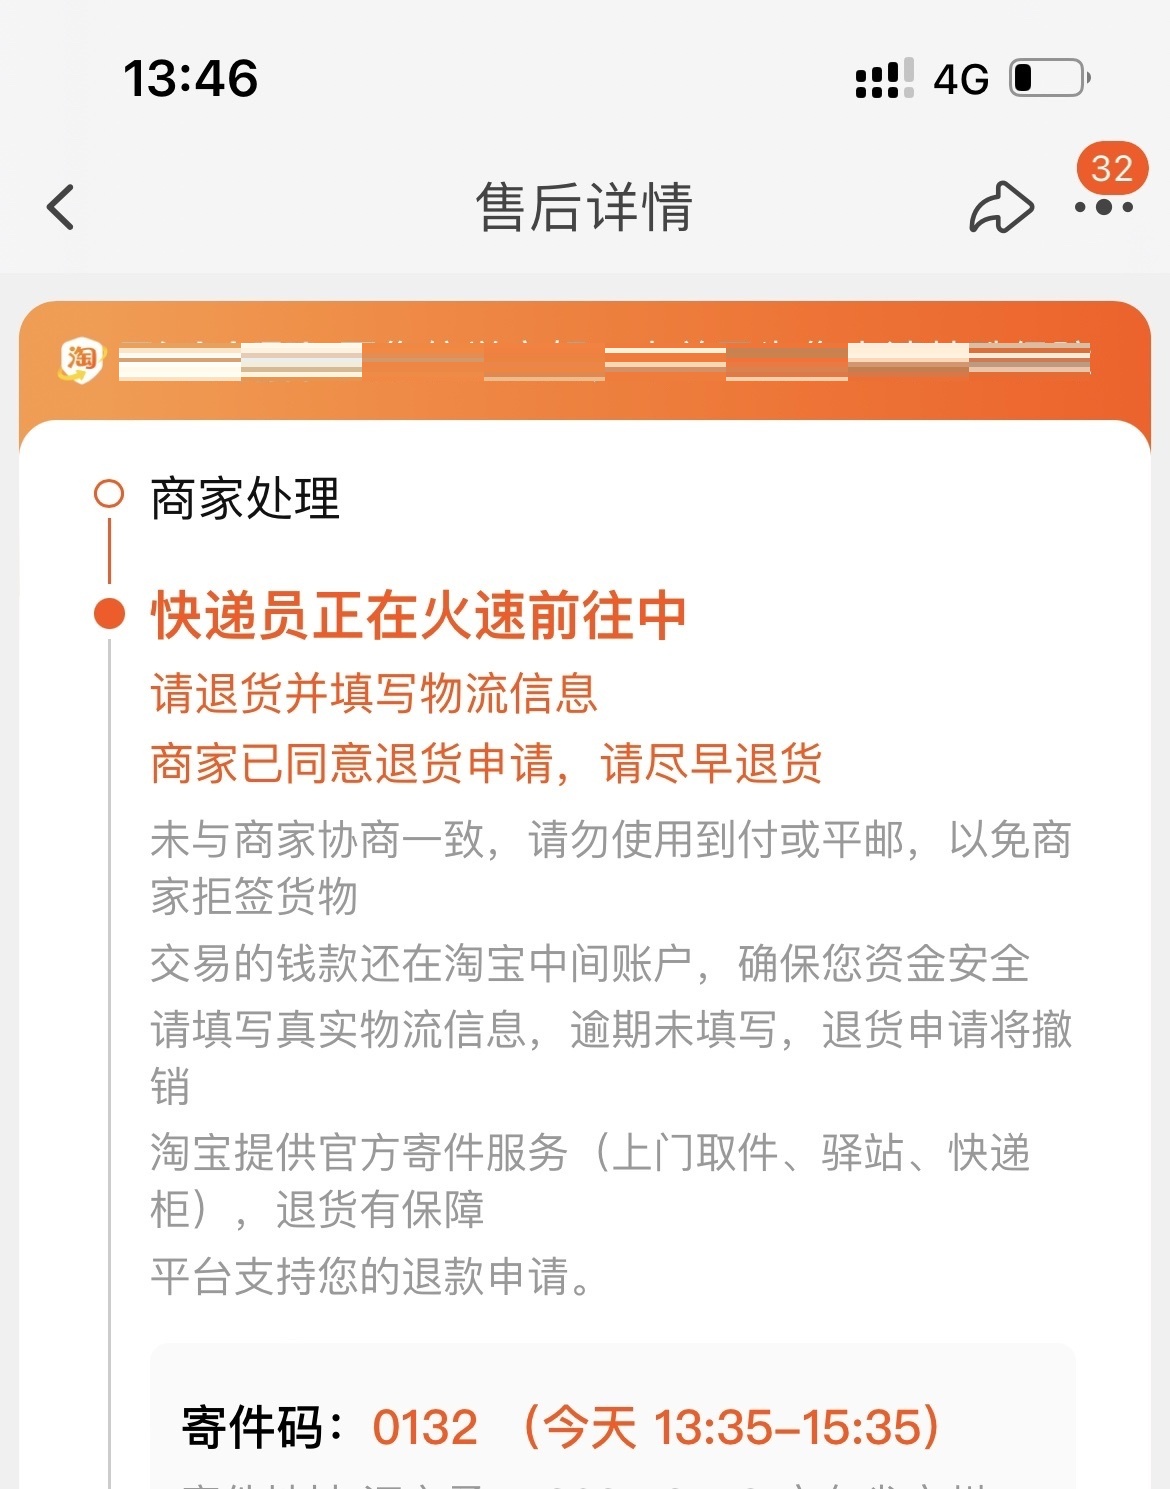 13:46
4G
32
售后详情
淘
商家处理
快递员正在火速前往中
请退货并填写物流信息
商家已同意退货申请，请尽早退货
未与商家协商一致，请勿使用到付或平邮，以免商
家拒签货物
交易的钱款还在淘宝中间账户，确保您资金安全
请填写真实物流信息，逾期未填写，退货申请将撤
销
淘宝提供官方寄件服务（上门取件、驿站、快递
柜），退货有保障
平台支持您的退款申请。
寄件码：0132 （今天 13:35-15:35）